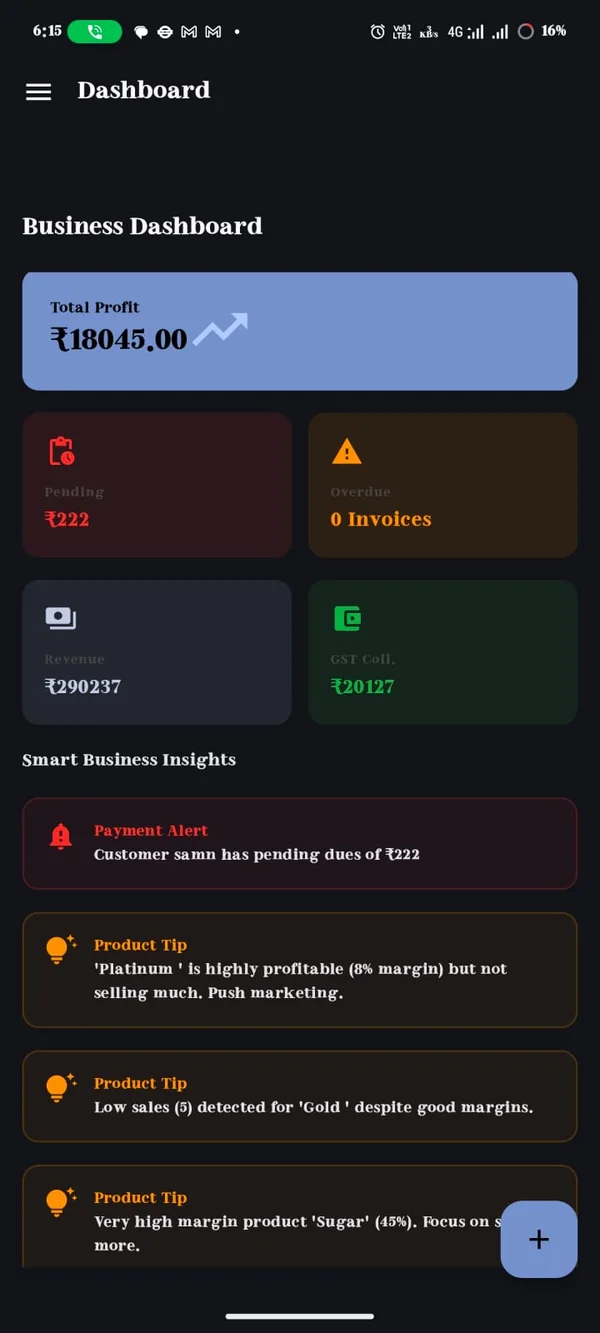 6:15
Vo)) 1
LTE2
3
KB/s
4G
16%
Dashboard
Business Dashboard
Total Profit
₹18045.00
Pending
₹222
Overdue
0 Invoices
Revenue
₹290237
GST Coll.
₹20127
Smart Business Insights
Payment Alert
Customer samn has pending dues of ₹222
Product Tip
'Platinum ' is highly profitable (8% margin) but not
selling much. Push marketing.
Product Tip
Low sales (5) detected for 'Gold ' despite good margins.
Product Tip
Very high margin product 'Sugar' (45%). Focus on s
more.